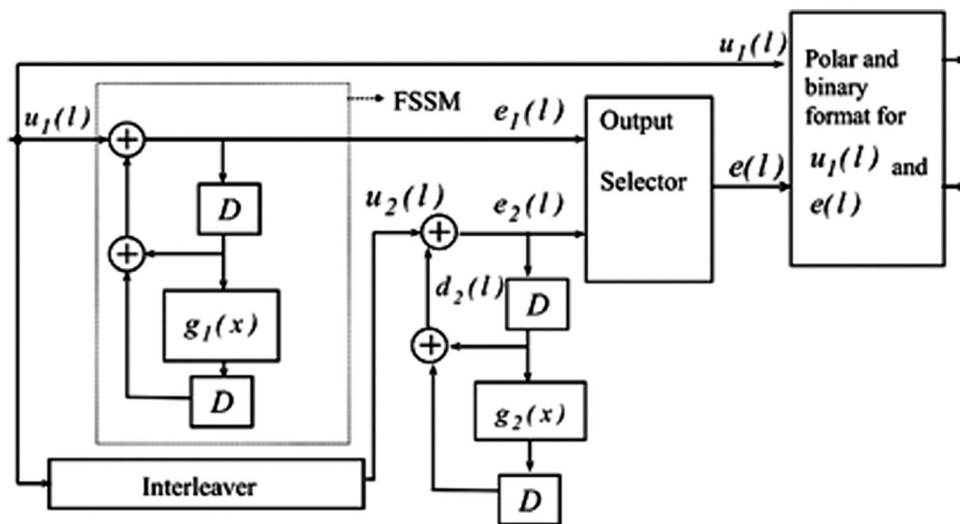 u1(l)
Polar and
binary
format for
u1(l) and
e(l)
FSSM
u1(l)
e1(l)
Output
Selector
e(l)
D
u2(l)
e2(l)
d2(l)
D
g1(x)
D
g2(x)
D
Interleaver